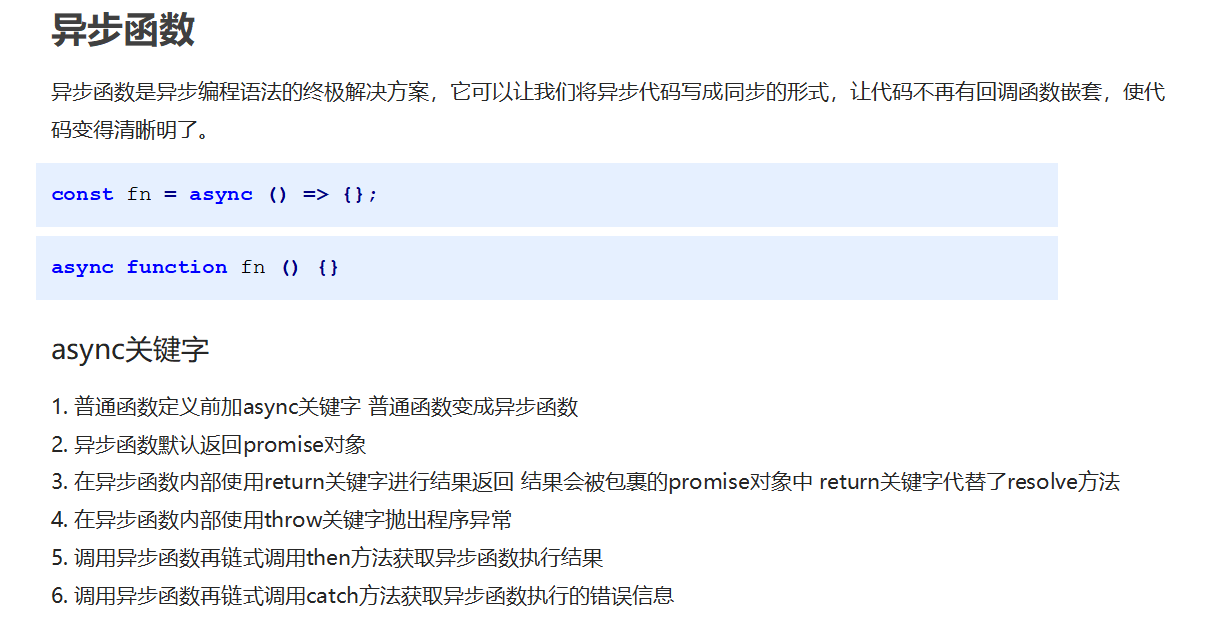 异步函数
异步函数是异步编程语法的终极解决方案，它可以让我们将异步代码写成同步的形式，让代码不再有回调函数嵌套，使代
码变得清晰明了。
const fn = async () => {};
async function fn () {}
async关键字
1. 普通函数定义前加async关键字 普通函数变成异步函数
2. 异步函数默认返回promise对象
3. 在异步函数内部使用return关键字进行结果返回 结果会被包裹的promise对象中 return关键字代替了resolve方法
4. 在异步函数内部使用throw关键字抛出程序异常
5. 调用异步函数再链式调用then方法获取异步函数执行结果
6. 调用异步函数再链式调用catch方法获取异步函数执行的错误信息